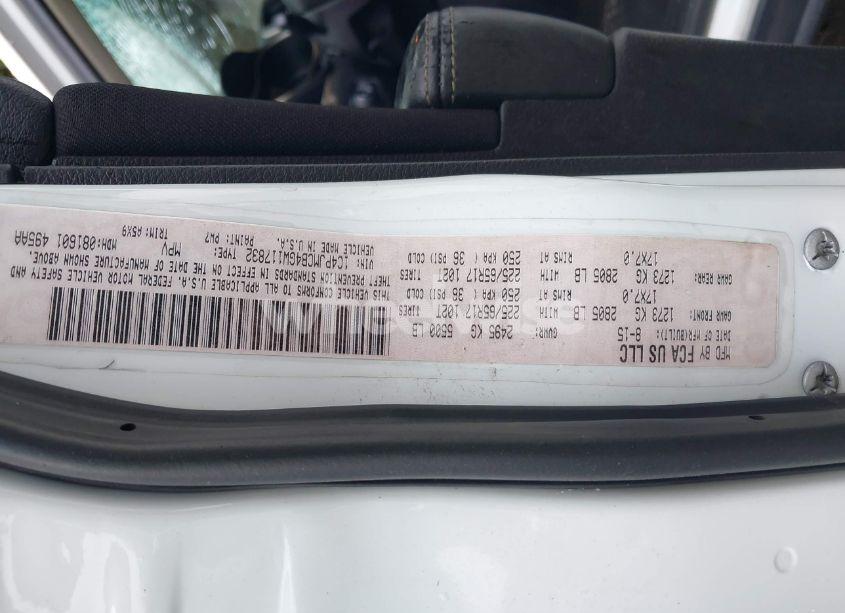 MFD BY FCA US LLC
DATE OF MFR(BUILT): 8-15 GVWR: 2495 KG 5500 LB
GAWR FRONT: 1273 KG 2805 LB WITH 225/65R17 102T TIRES
17X7.0 RIMS AT 250 KPA ( 36 PSI) COLD
GAWR REAR: 1273 KG 2805 LB WITH 225/65R17 102T TIRES
17X7.0 RIMS AT 250 KPA ( 36 PSI) COLD
THIS VEHICLE CONFORMS TO ALL APPLICABLE U.S.A. FEDERAL MOTOR VEHICLE SAFETY AND
THEFT PREVENTION STANDARDS IN EFFECT ON THE DATE OF MANUFACTURE SHOWN ABOVE.
VIN: 1C4PJMCB4GW117832 TYPE: MPV MDH:081601 495AA
VEHICLE MADE IN U.S.A. PAINT: PW7 TRIM:A5X9